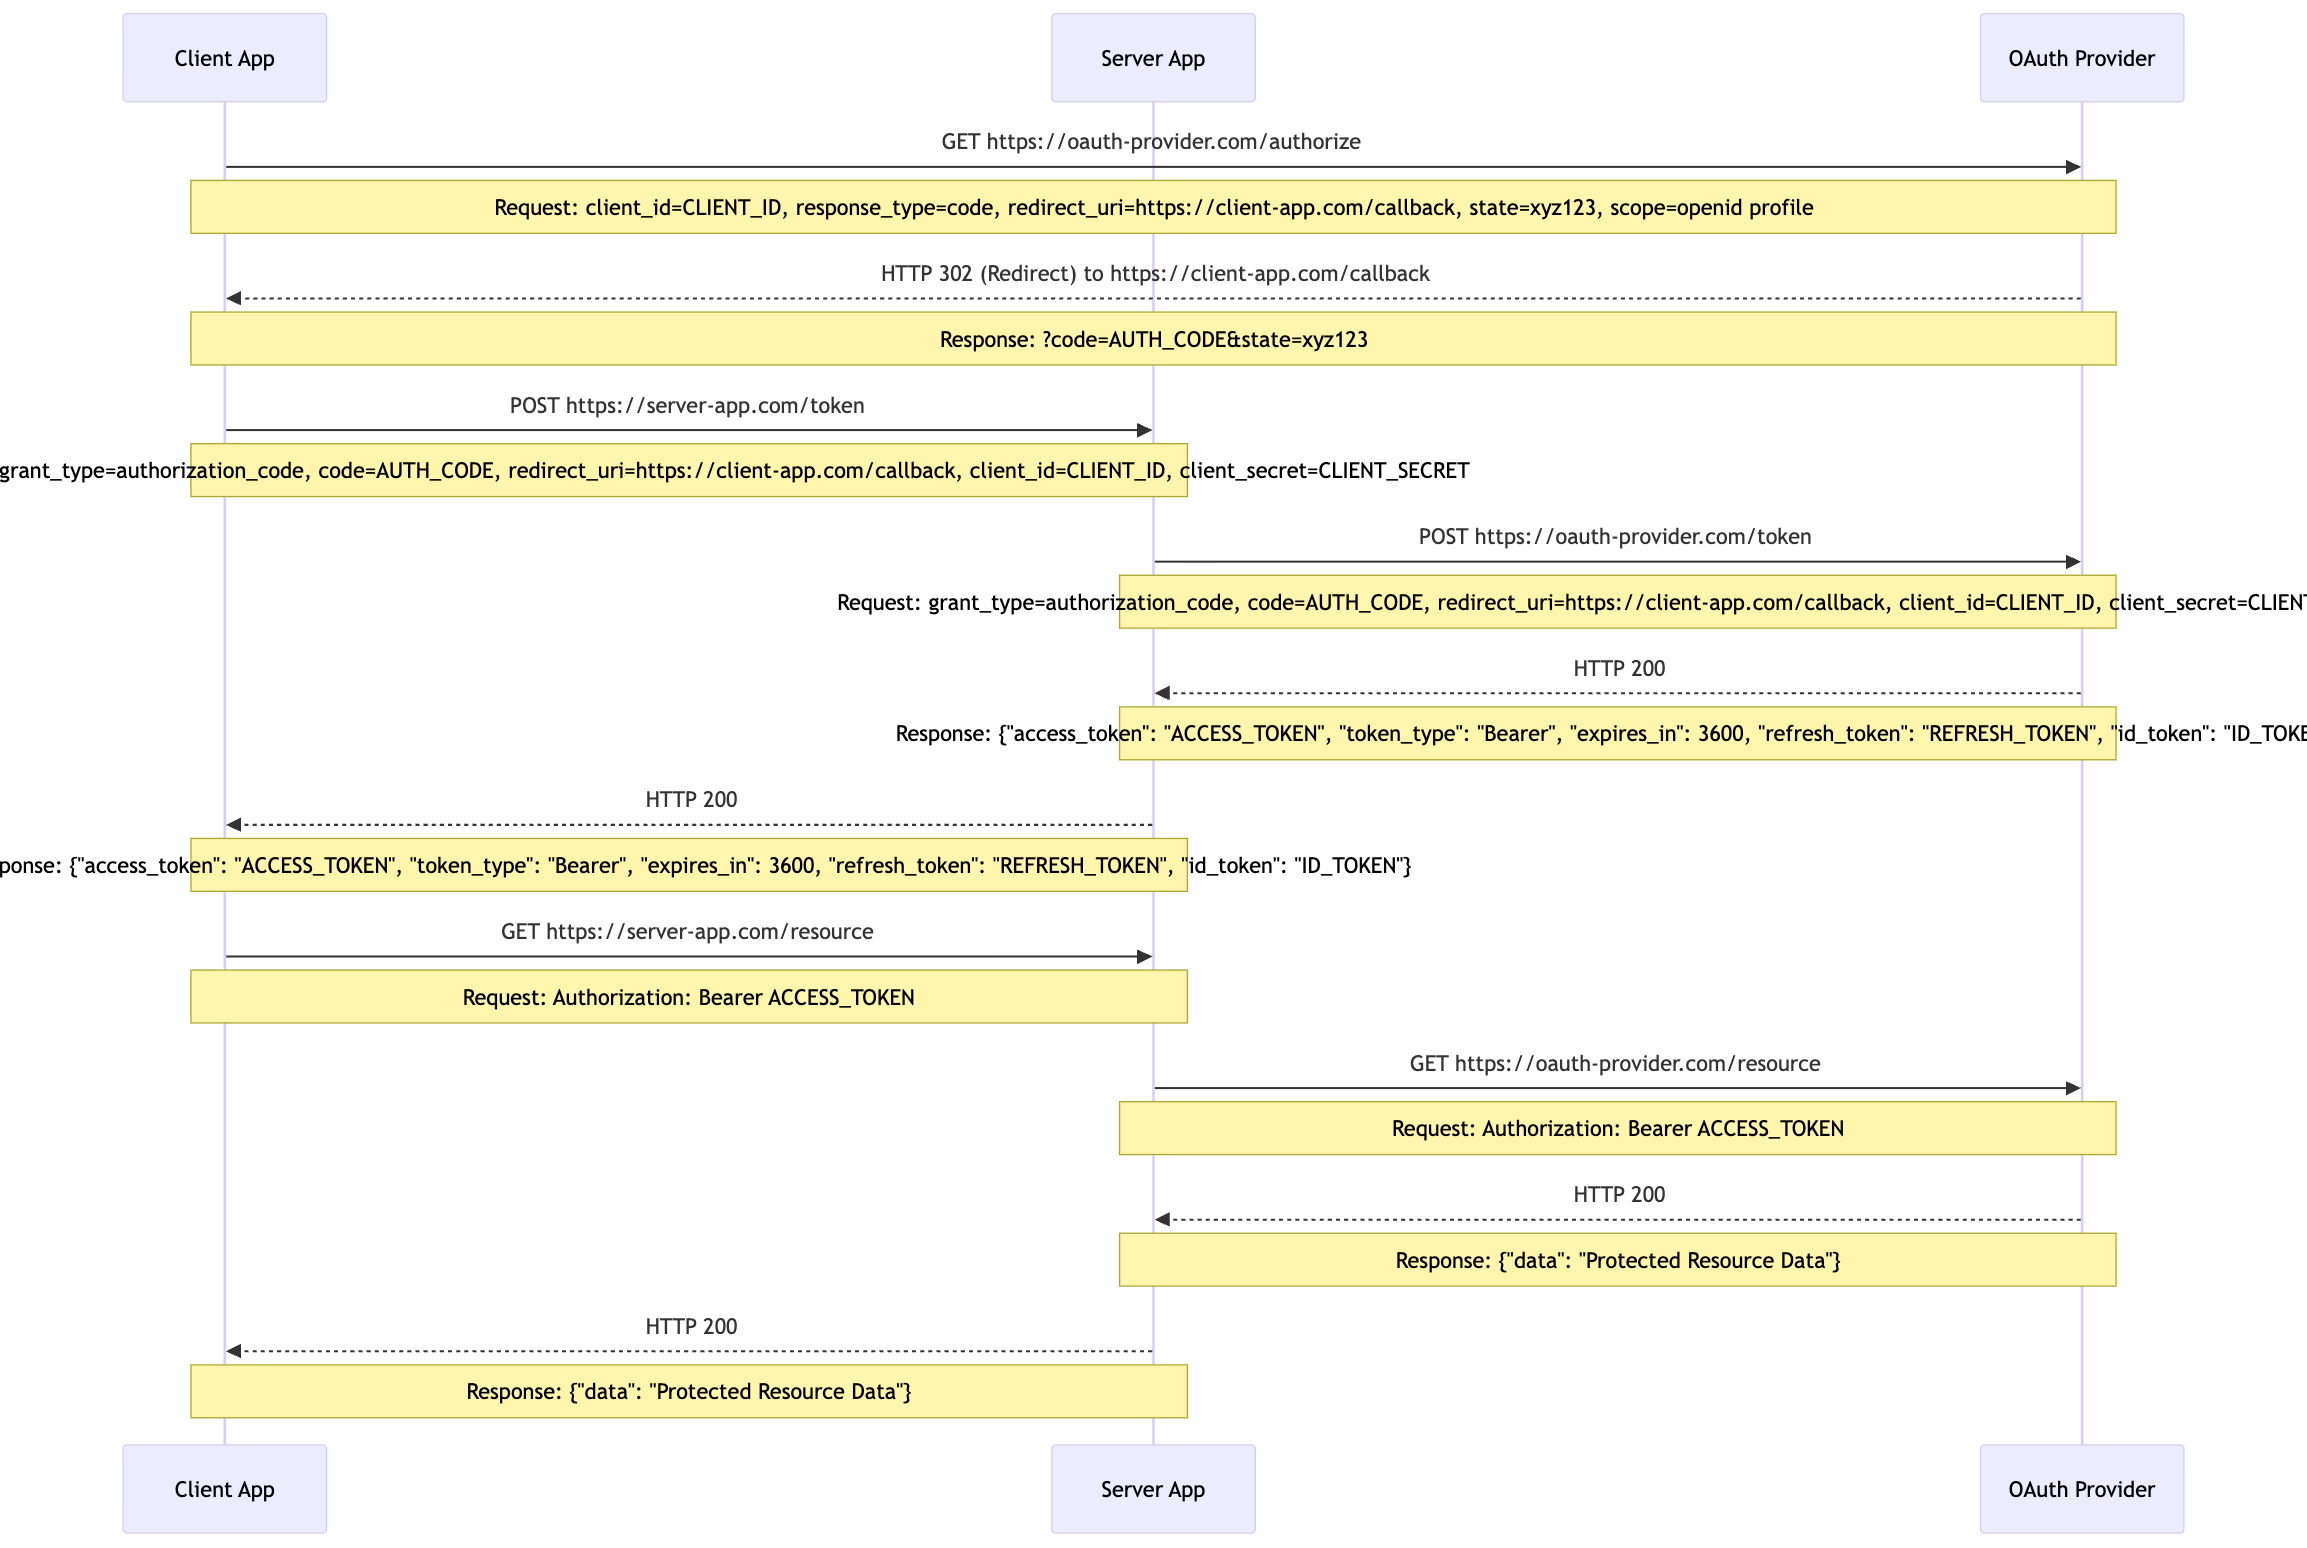 Client App
Server App
OAuth Provider
GET https://oauth-provider.com/authorize
Request: client_id=CLIENT_ID, response_type=code, redirect_uri=https://client-app.com/callback, state=xyz123, scope=openid profile
HTTP 302 (Redirect) to https://client-app.com/callback
Response: ?code=AUTH_CODE&state=xyz123
POST https://server-app.com/token
grant_type=authorization_code, code=AUTH_CODE, redirect_uri=https://client-app.com/callback, client_id=CLIENT_ID, client_secret=CLIENT_SECRET
POST https://oauth-provider.com/token
Request: grant_type=authorization_code, code=AUTH_CODE, redirect_uri=https://client-app.com/callback, client_id=CLIENT_ID, client_secret=CLIENT
HTTP 200
Response: {"access_token": "ACCESS_TOKEN", "token_type": "Bearer", "expires_in": 3600, "refresh_token": "REFRESH_TOKEN", "id_token": "ID_TOKE
HTTP 200
ponse: {"access_token": "ACCESS_TOKEN", "token_type": "Bearer", "expires_in": 3600, "refresh_token": "REFRESH_TOKEN", "id_token": "ID_TOKEN"}
GET https://server-app.com/resource
Request: Authorization: Bearer ACCESS_TOKEN
GET https://oauth-provider.com/resource
Request: Authorization: Bearer ACCESS_TOKEN
HTTP 200
Response: {"data": "Protected Resource Data"}
HTTP 200
Response: {"data": "Protected Resource Data"}
Client App
Server App
OAuth Provider